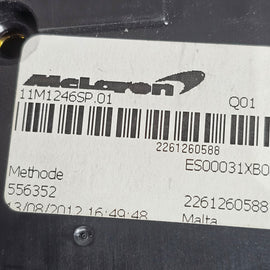 McLaren
11M1246SP.01 Q01
2261260588
Methode ES00031XB0
556352 2261260588
13/08/2012 16:49:48 Malta